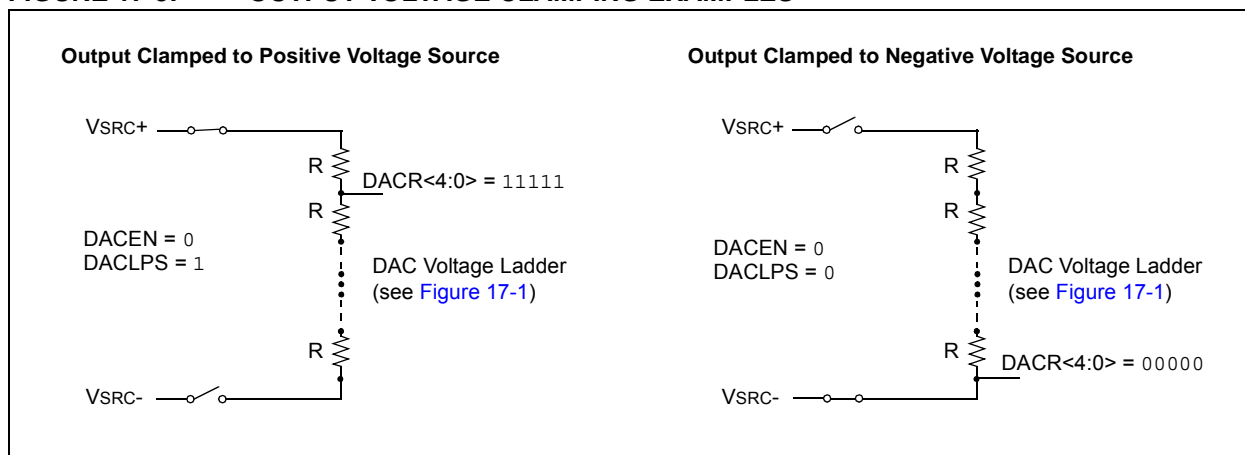 Output Clamped to Positive Voltage Source
VSRC+
R
DACR<4:0> = 11111
R
DACEN = 0
DACLPS = 1
DAC Voltage Ladder
(see Figure 17-1)
R
VSRC-
Output Clamped to Negative Voltage Source
VSRC+
R
R
DACEN = 0
DACLPS = 0
DAC Voltage Ladder
(see Figure 17-1)
R
DACR<4:0> = 00000
VSRC-